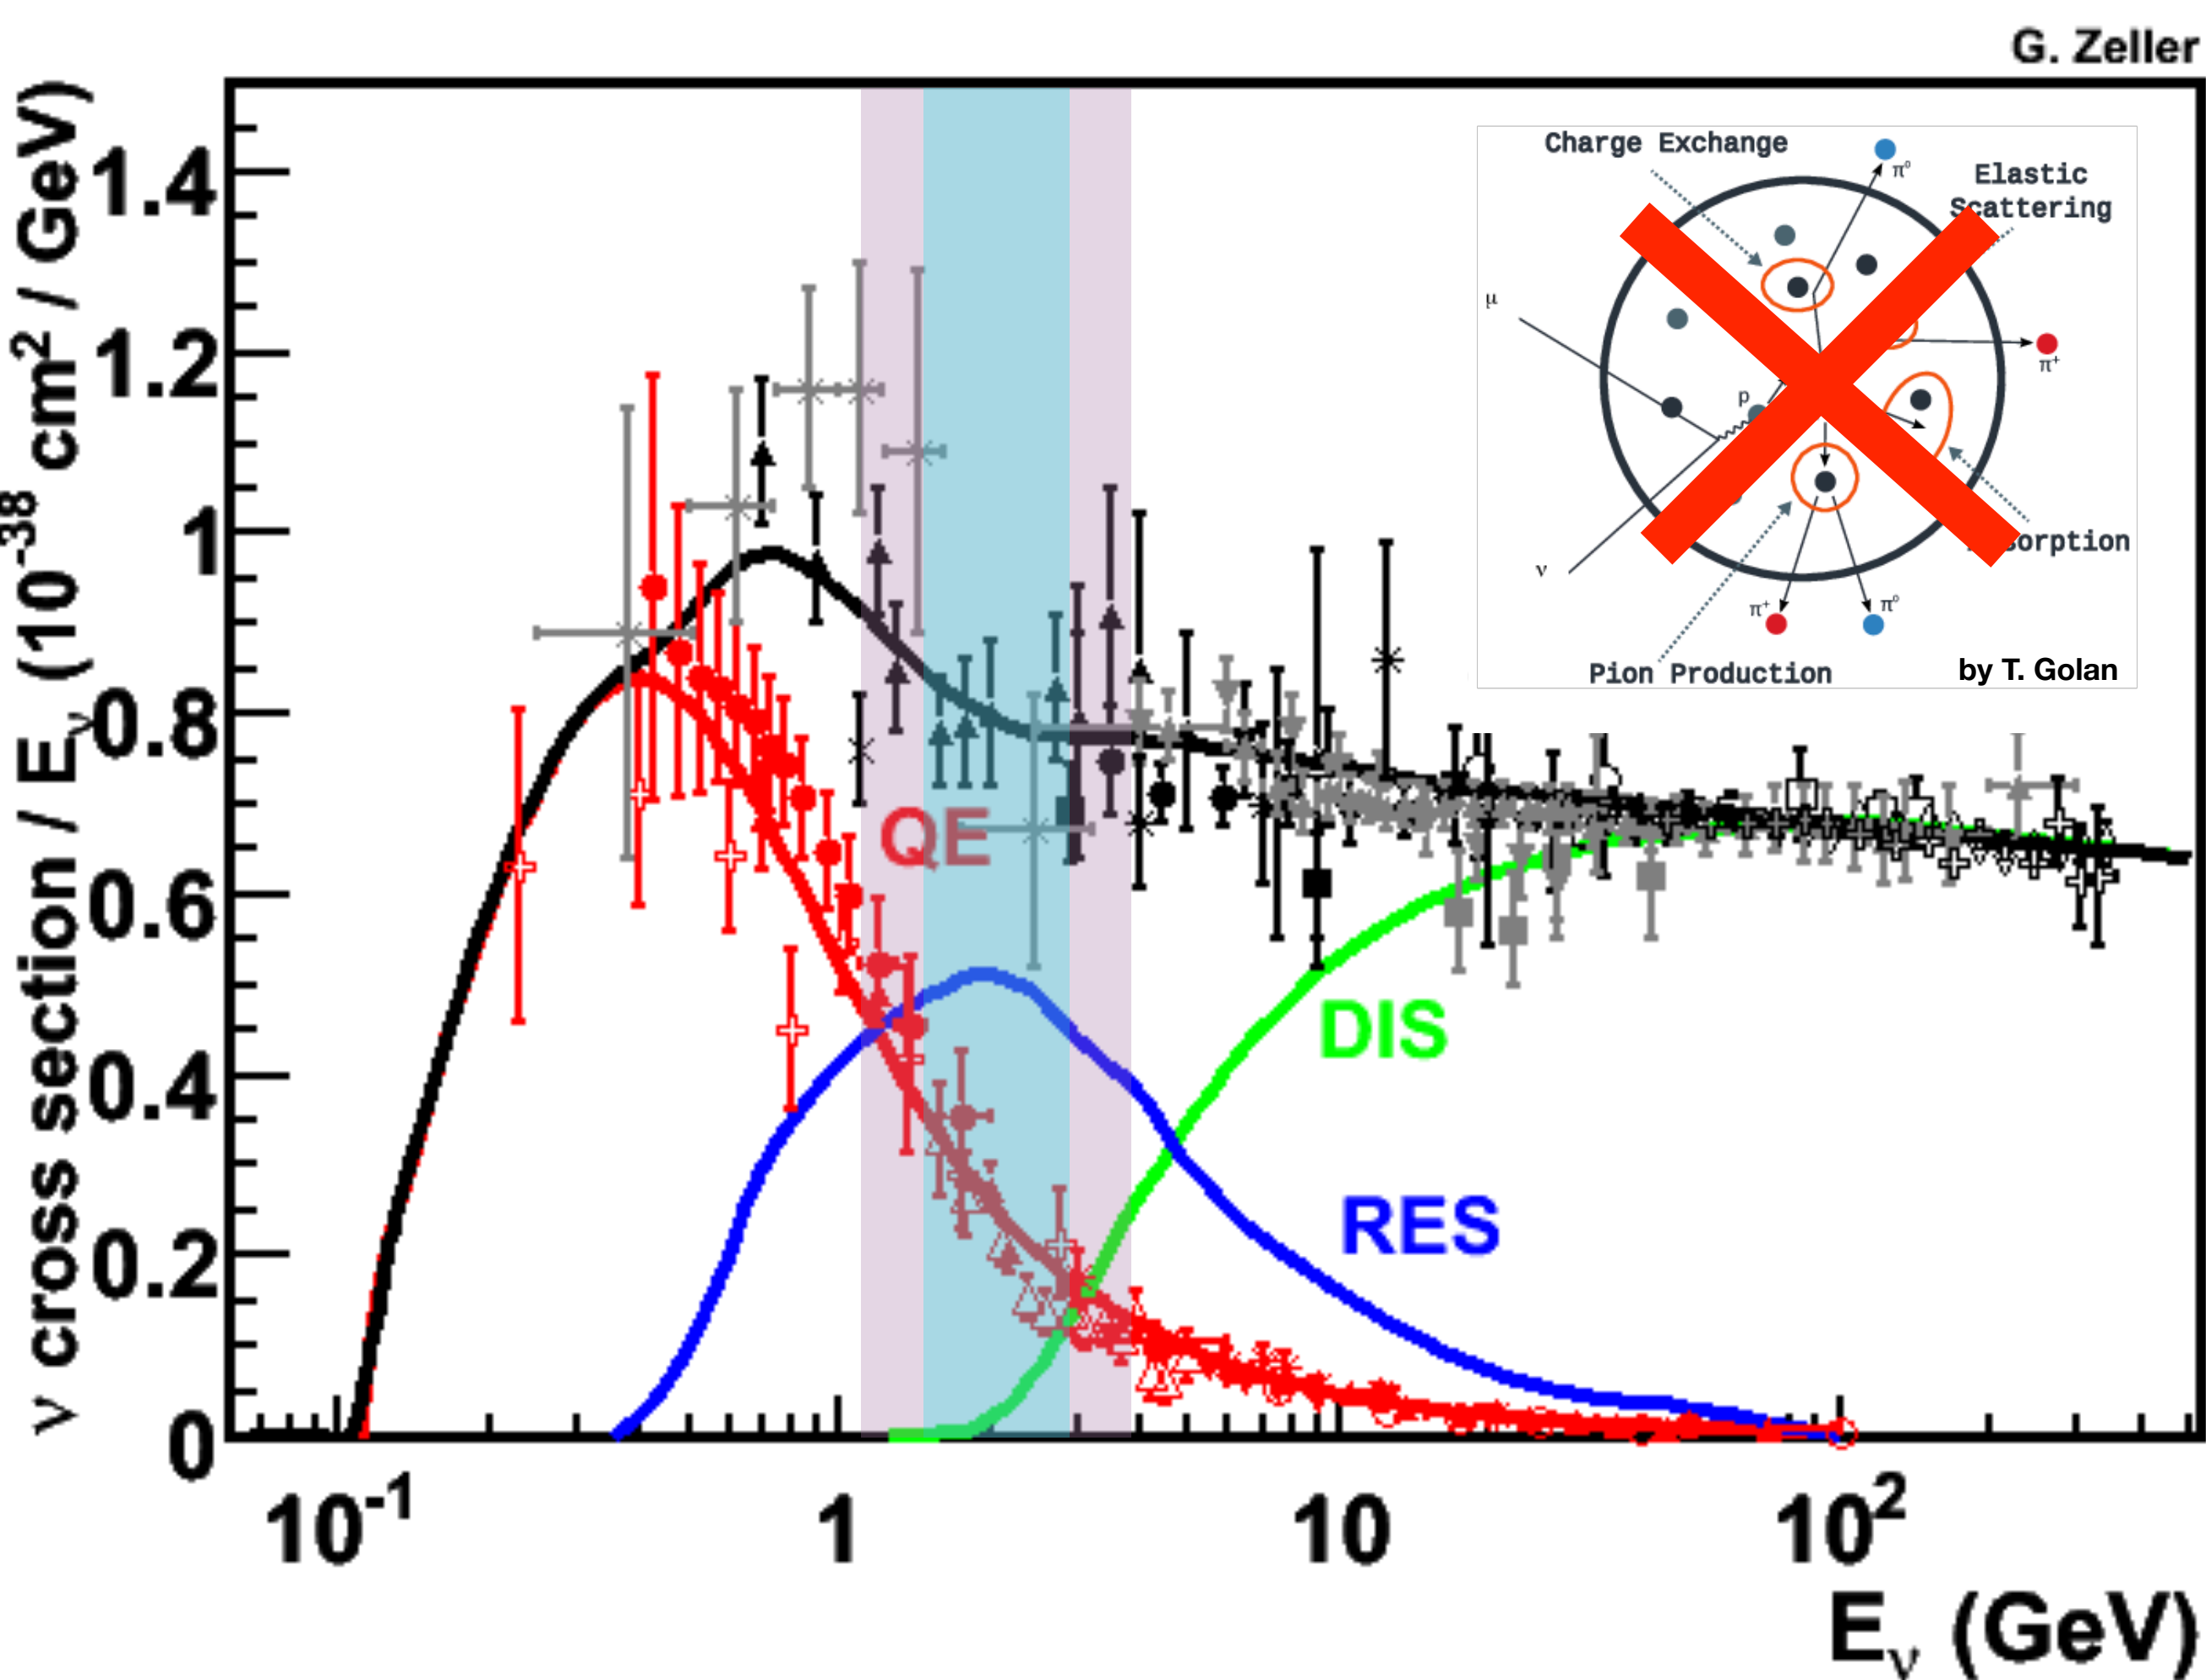 G. Zeller
ν cross section / Eν (10-38 cm2 / GeV)
1.4
1.2
1
0.8
0.6
0.4
0.2
0
10-1
1
10
102
Eν (GeV)
QE
DIS
RES
Charge Exchange
π0
Elastic
Scattering
μ
p
π+
ν
π+
π0
Pion Production
by T. Golan